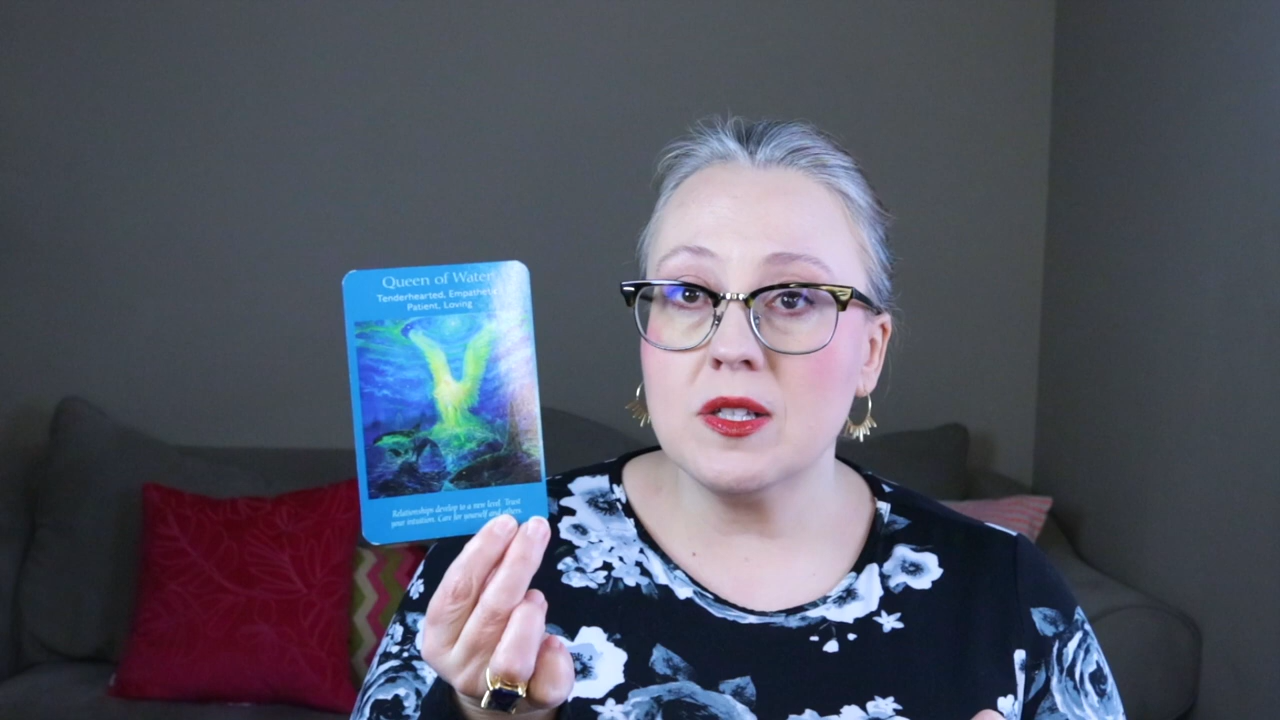 Queen of Water
Tenderhearted, Empathetic,
Patient, Loving
Relationships develop to a new level. Trust
your intuition. Care for yourself and others.